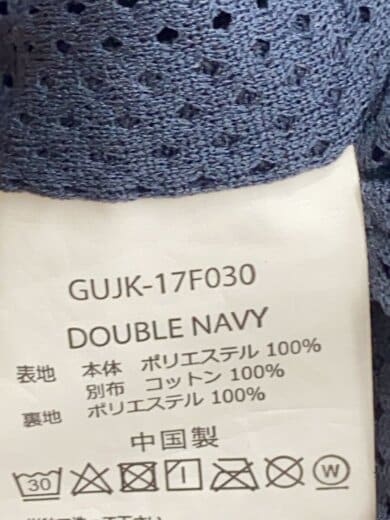 GUJK-17F030
DOUBLE NAVY
表地 本体 ポリエステル 100%
別布 コットン 100%
裏地 ポリエステル 100%
中国製
30 W